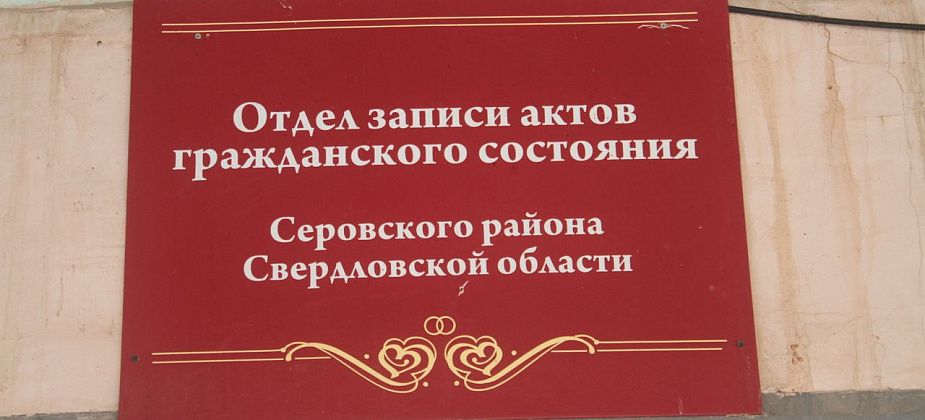 Отдел записи актов
гражданского состояния
Серовского района
Свердловской области